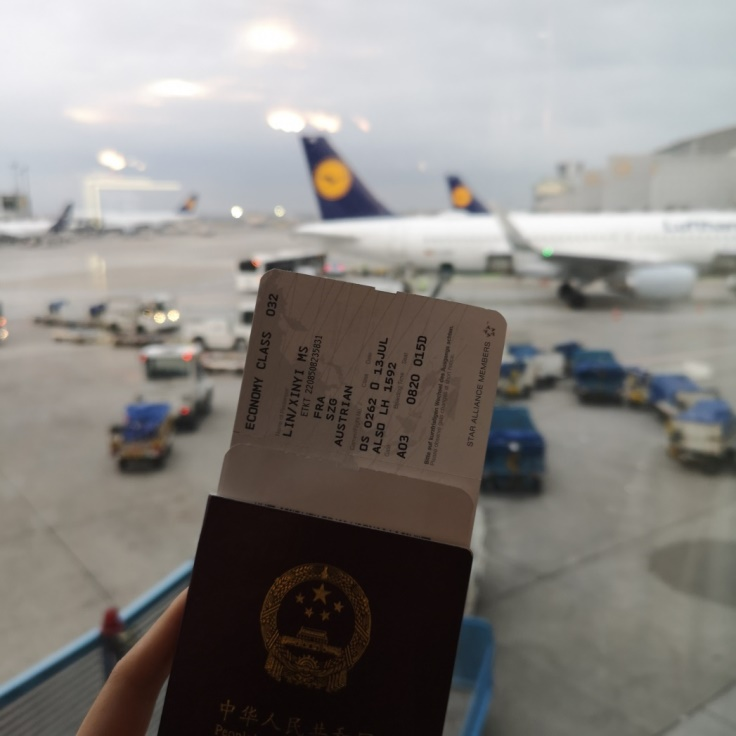 ECONOMY CLASS 032
LIN/XINYI MS
ETKT 2208508235831
FRA
SZG
AUSTRIAN
OS 0262 O 13JUL
ALSO LH 1592
A03 0820 015D
STAR ALLIANCE MEMBERS
中华人民共和国
Lufthansa